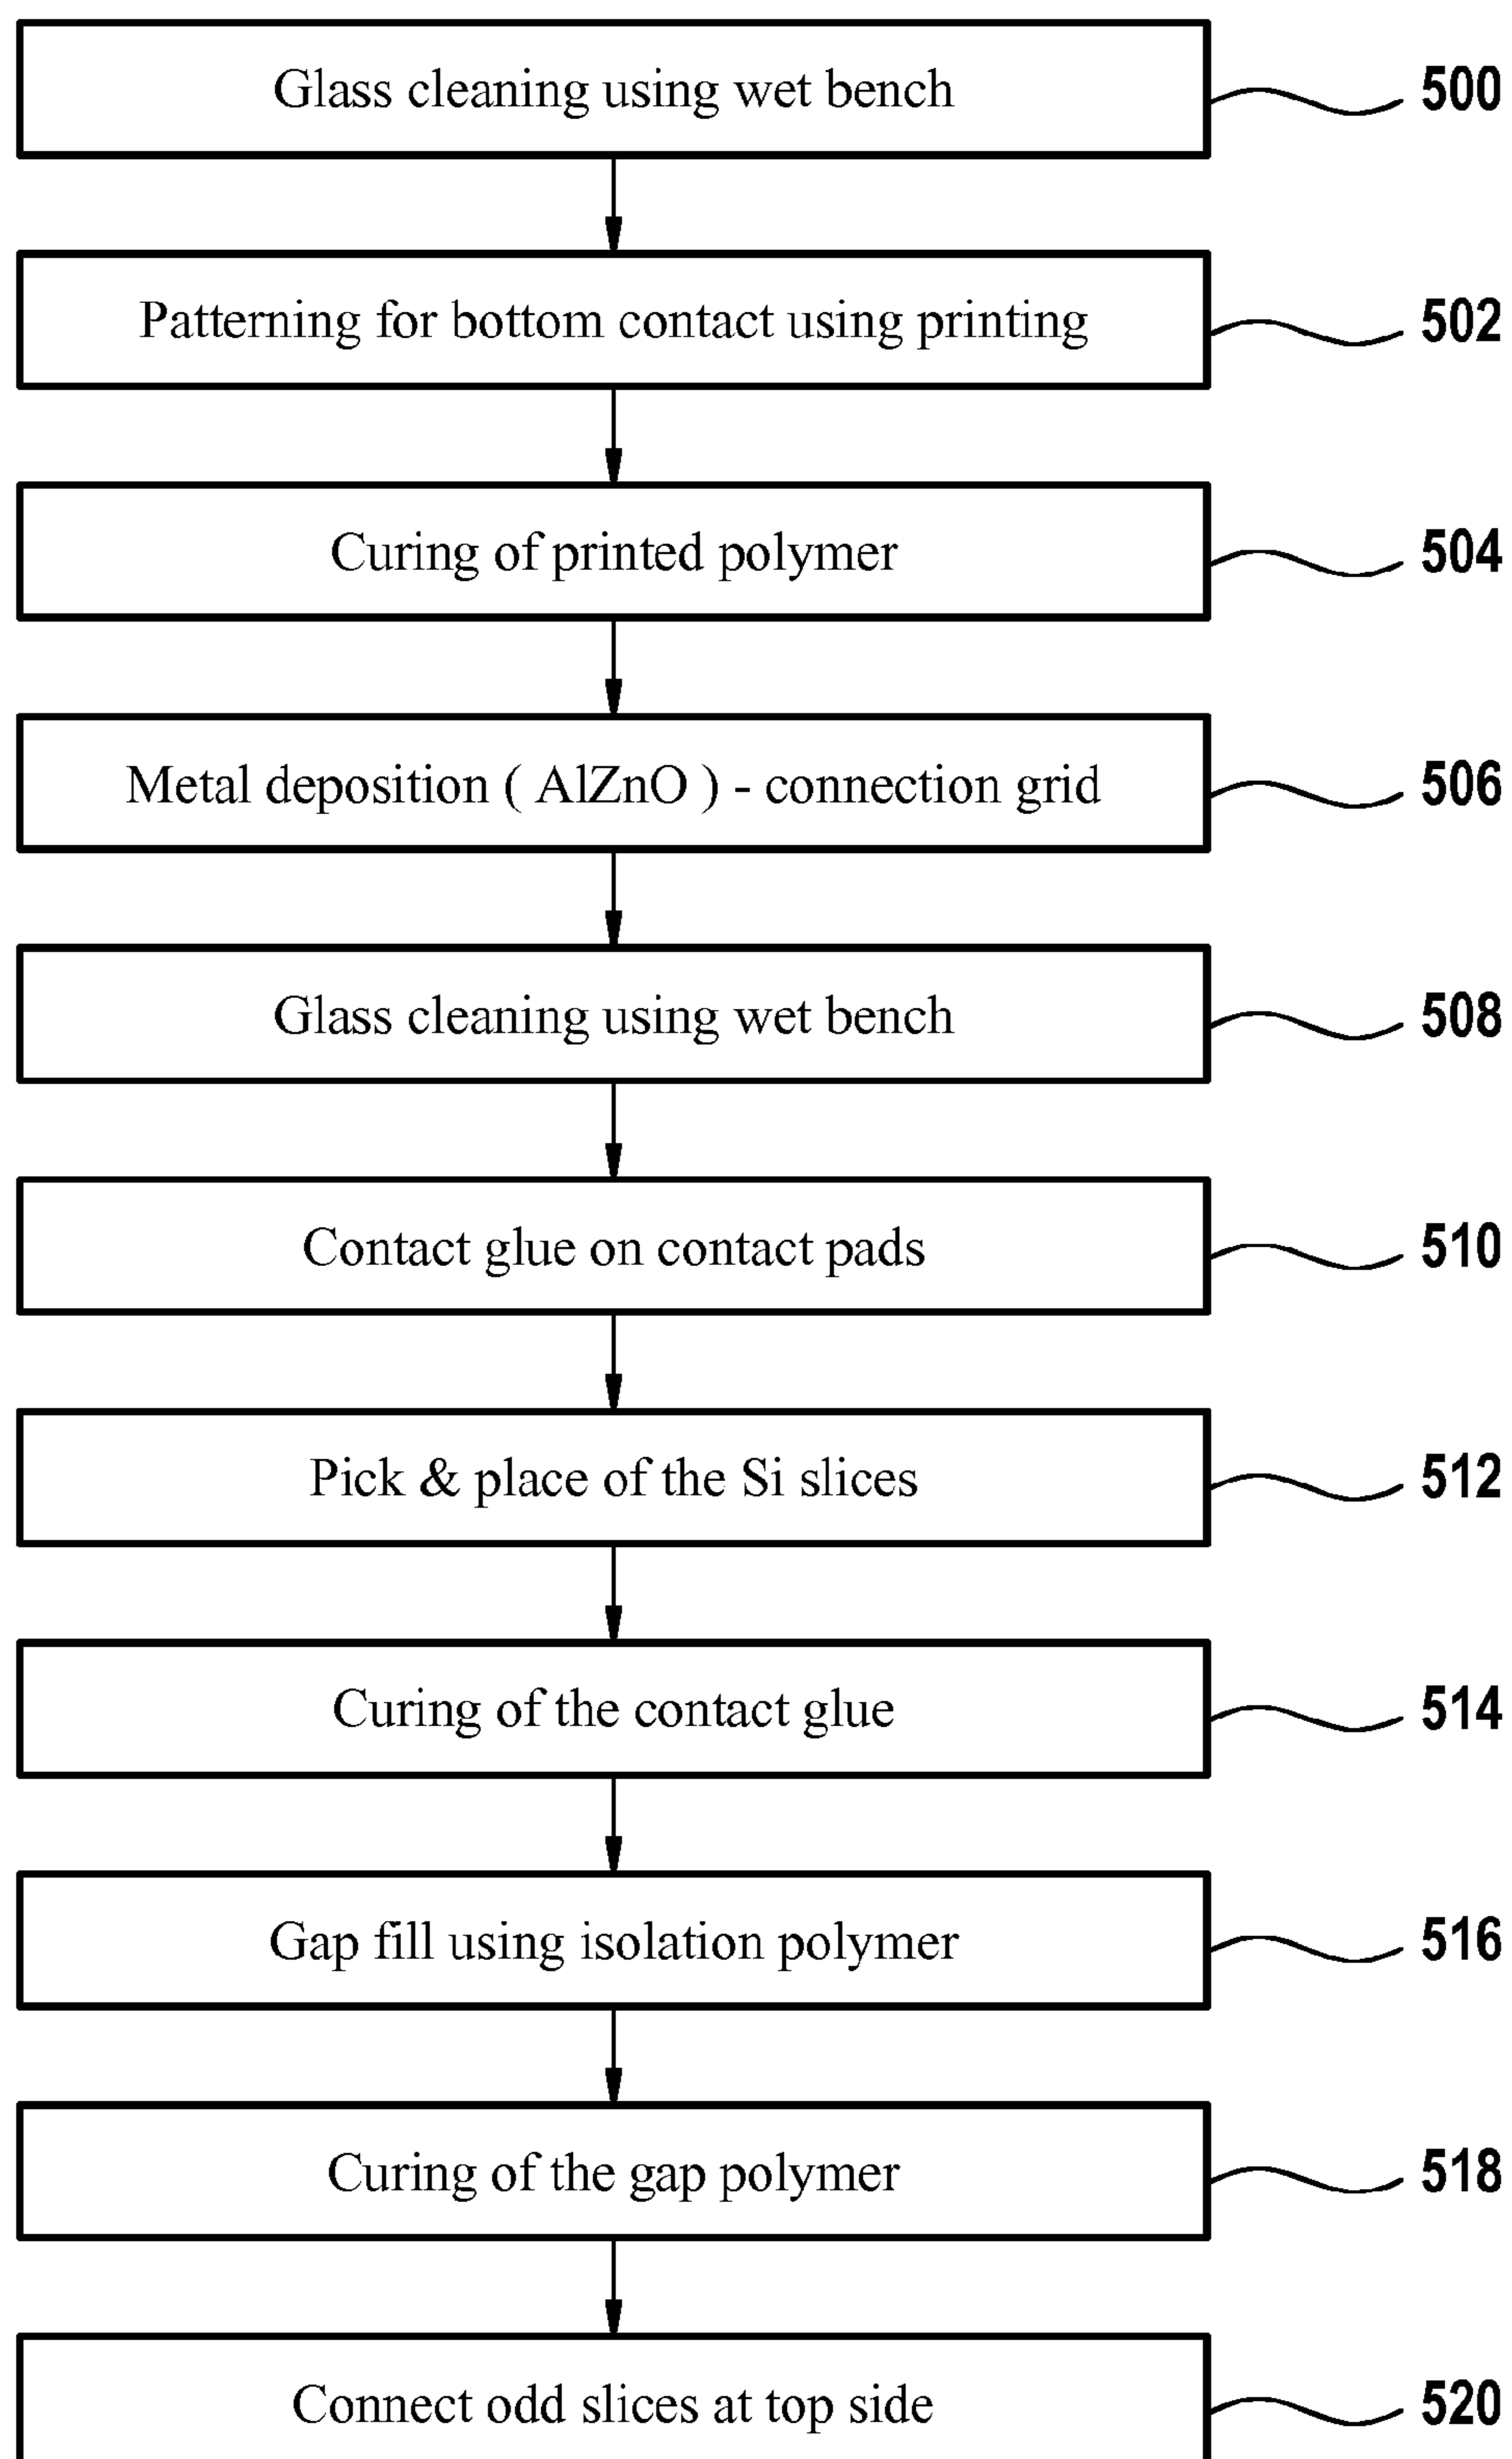 Glass cleaning using wet bench 500
Patterning for bottom contact using printing 502
Curing of printed polymer 504
Metal deposition ( AlZnO ) - connection grid 506
Glass cleaning using wet bench 508
Contact glue on contact pads 510
Pick & place of the Si slices 512
Curing of the contact glue 514
Gap fill using isolation polymer 516
Curing of the gap polymer 518
Connect odd slices at top side 520